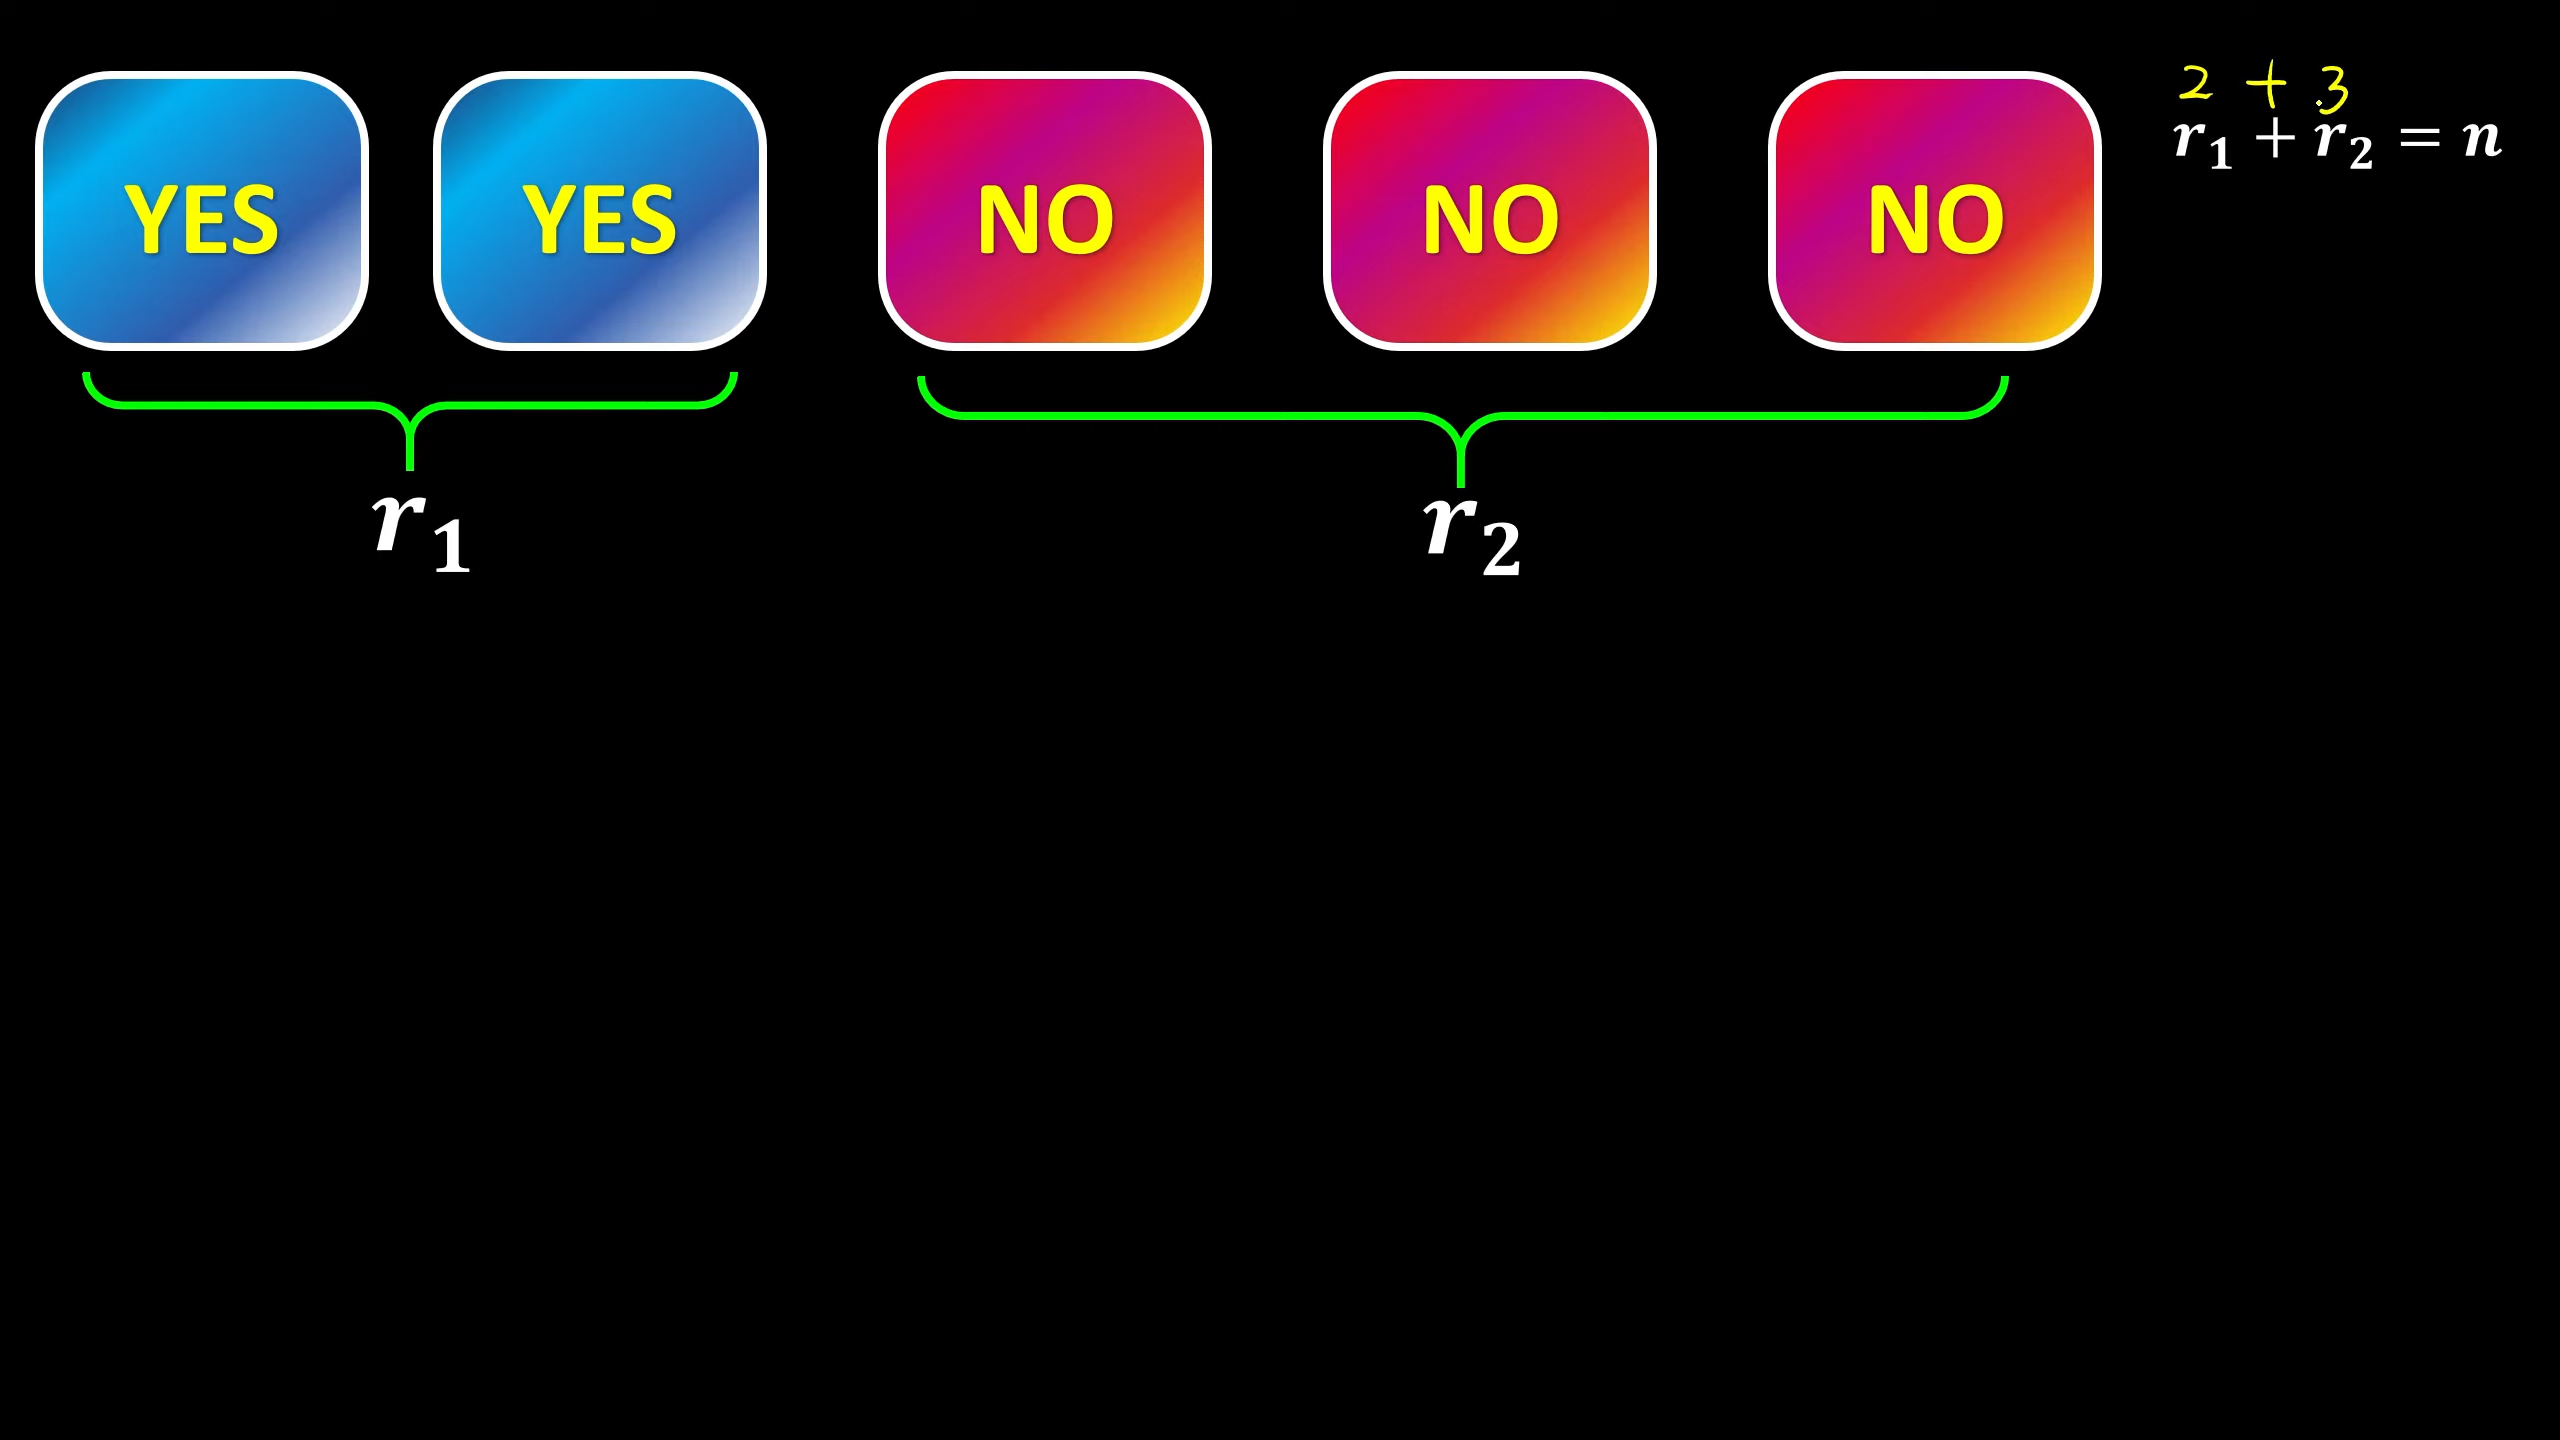 YES YES NO NO NO
2 + 3
r₁ + r₂ = n
r₁ r₂